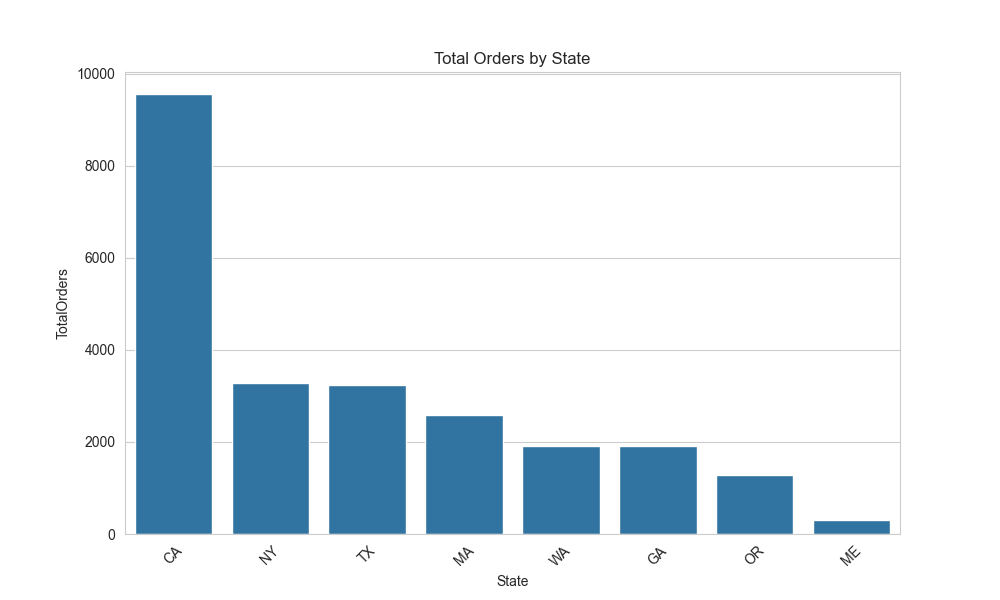 Total Orders by State
10000
8000
6000
4000
2000
0
TotalOrders
CA NY TX MA WA GA OR ME
State